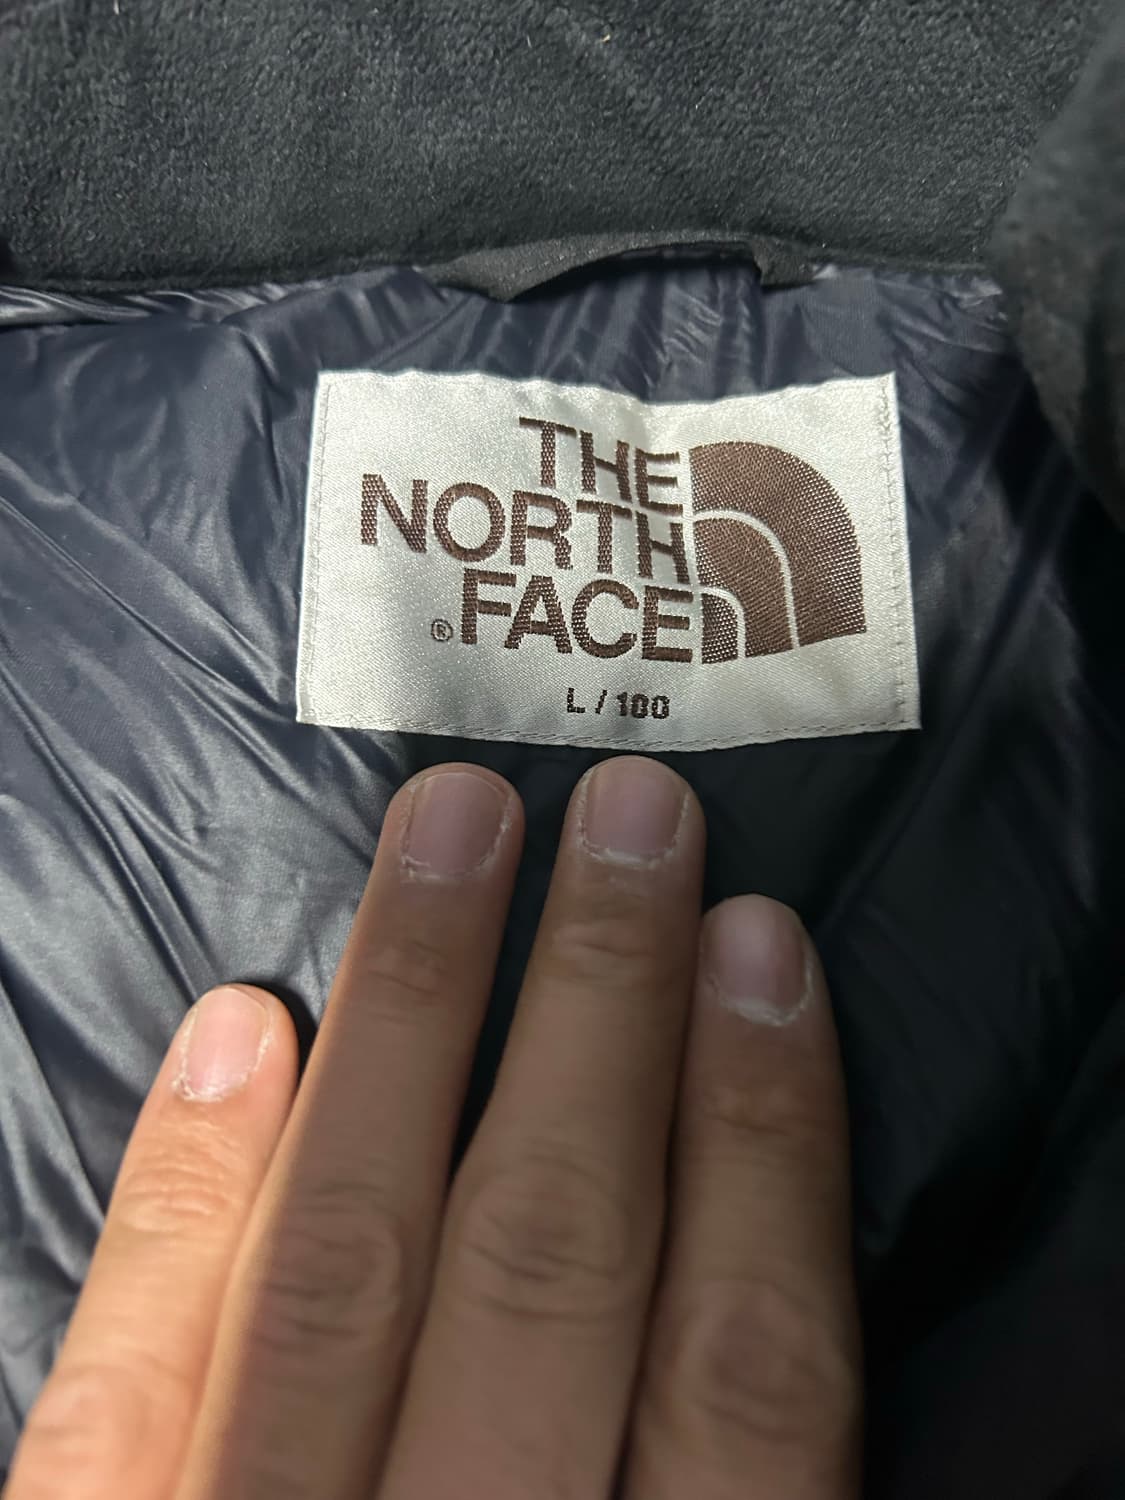 THE
NORTH
®FACE
L / 100